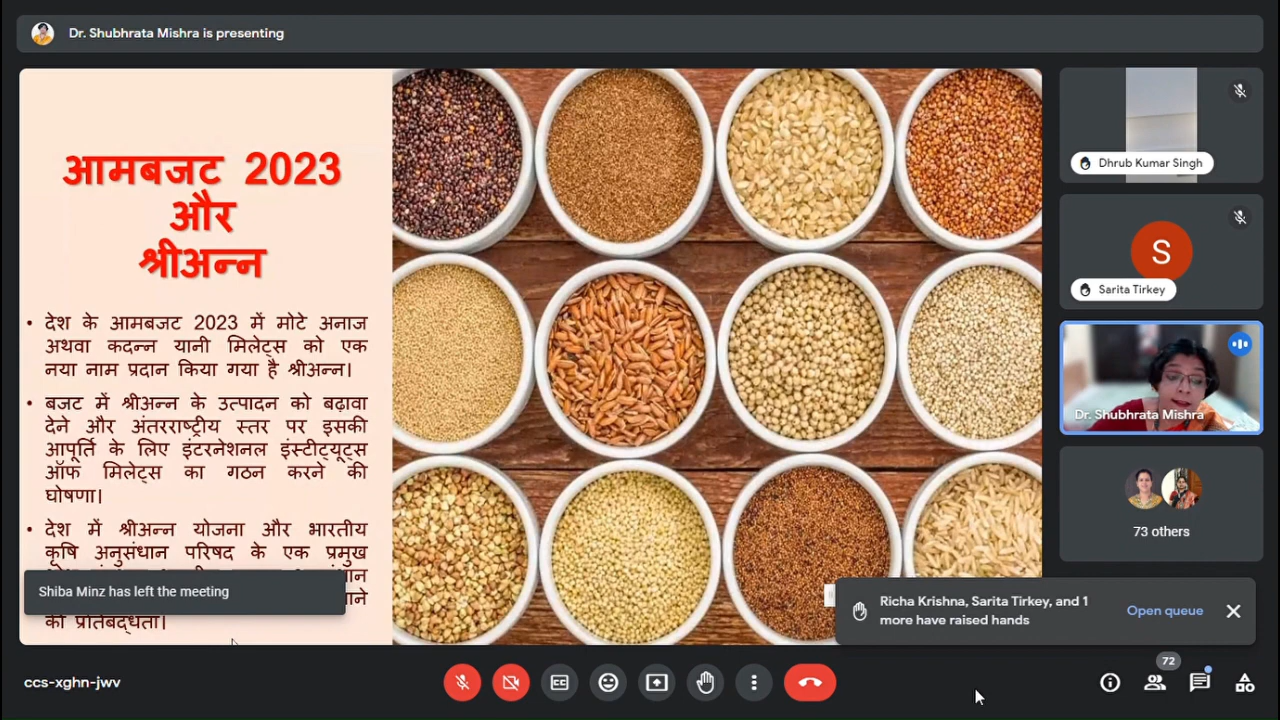 Dr. Shubhrata Mishra is presenting
आमबजट 2023
और
श्रीअन्न
• देश के आमबजट 2023 में मोटे अनाज
अथवा कदन्न यानी मिलेट्स को एक
नया नाम प्रदान किया गया है श्रीअन्न।
• बजट में श्रीअन्न के उत्पादन को बढ़ावा
देने और अंतरराष्ट्रीय स्तर पर इसकी
आपूर्ति के लिए इंटरनेशनल इंस्टीट्यूट्स
ऑफ मिलेट्स का गठन करने की
घोषणा।
• देश में श्रीअन्न योजना और भारतीय
कृषि अनुसंधान परिषद के एक प्रमुख
की प्रतिबद्धता।
Shiba Minz has left the meeting
Dhrub Kumar Singh
S
Sarita Tirkey
Dr. Shubhrata Mishra
73 others
Richa Krishna, Sarita Tirkey, and 1
more have raised hands
Open queue
ccs-xghn-jwv
CC
72